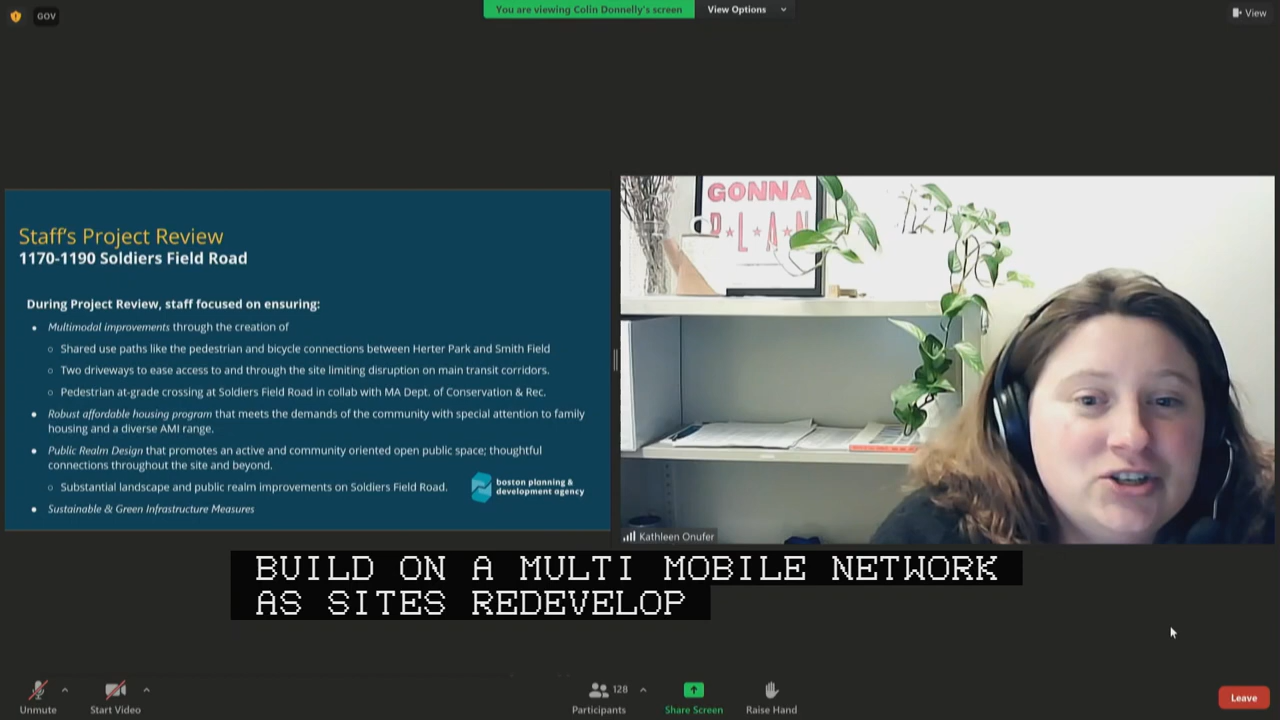 GOV
You are viewing Colin Donnelly's screen
View Options
View
Staff's Project Review
1170-1190 Soldiers Field Road
During Project Review, staff focused on ensuring:
Multimodal improvements through the creation of
Shared use paths like the pedestrian and bicycle connections between Herter Park and Smith Field
Two driveways to ease access to and through the site limiting disruption on main transit corridors.
Pedestrian at-grade crossing at Soldiers Field Road in collab with MA Dept. of Conservation & Rec.
Robust affordable housing program that meets the demands of the community with special attention to family
housing and a diverse AMI range.
Public Realm Design that promotes an active and community oriented open public space; thoughtful
connections throughout the site and beyond.
Substantial landscape and public realm improvements on Soldiers Field Road.
Sustainable & Green Infrastructure Measures
boston planning &
development agency
GONNA
P★L★A★N
Kathleen Onufer
BUILD ON A MULTI MOBILE NETWORK
AS SITES REDEVELOP
Unmute
Start Video
128
Participants
Share Screen
Raise Hand
Leave